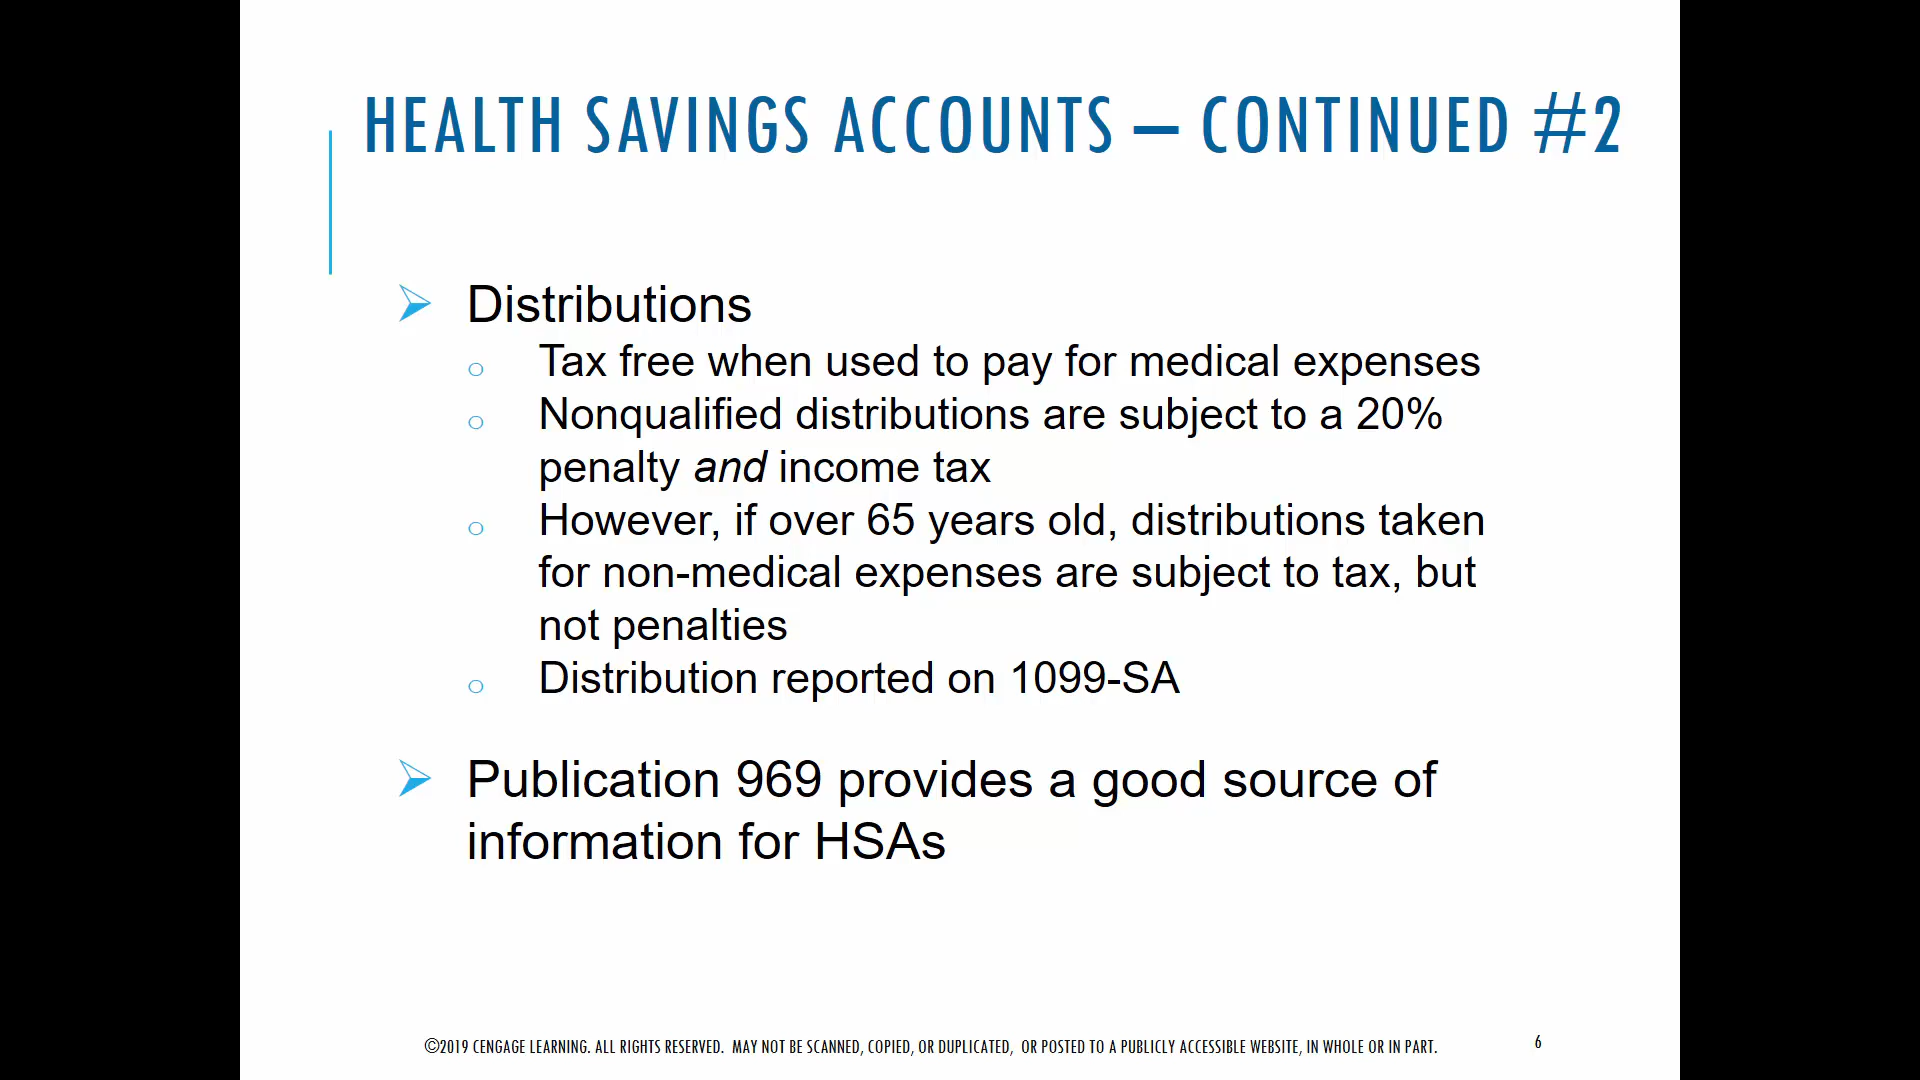 HEALTH SAVINGS ACCOUNTS — CONTINUED #2
Distributions
Tax free when used to pay for medical expenses
Nonqualified distributions are subject to a 20%
penalty and income tax
However, if over 65 years old, distributions taken
for non-medical expenses are subject to tax, but
not penalties
Distribution reported on 1099-SA
Publication 969 provides a good source of
information for HSAs
©2019 CENGAGE LEARNING. ALL RIGHTS RESERVED. MAY NOT BE SCANNED, COPIED, OR DUPLICATED, OR POSTED TO A PUBLICLY ACCESSIBLE WEBSITE, IN WHOLE OR IN PART.
6